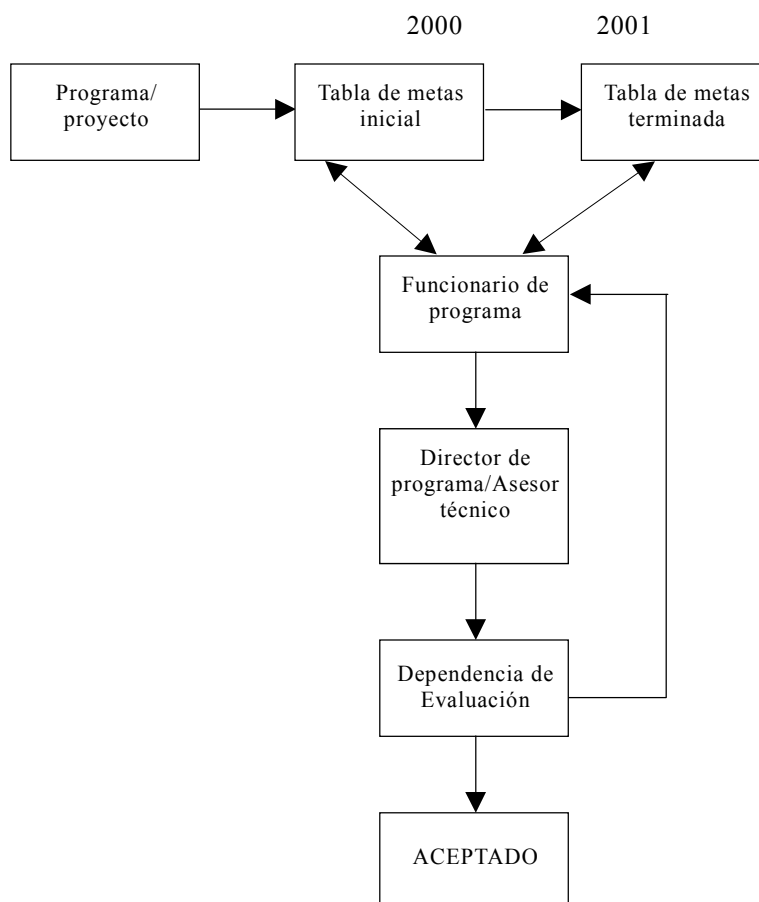 2000 2001
Programa/
proyecto
Tabla de metas
inicial
Tabla de metas
terminada
Funcionario de
programa
Director de
programa/Asesor
técnico
Dependencia de
Evaluación
ACEPTADO